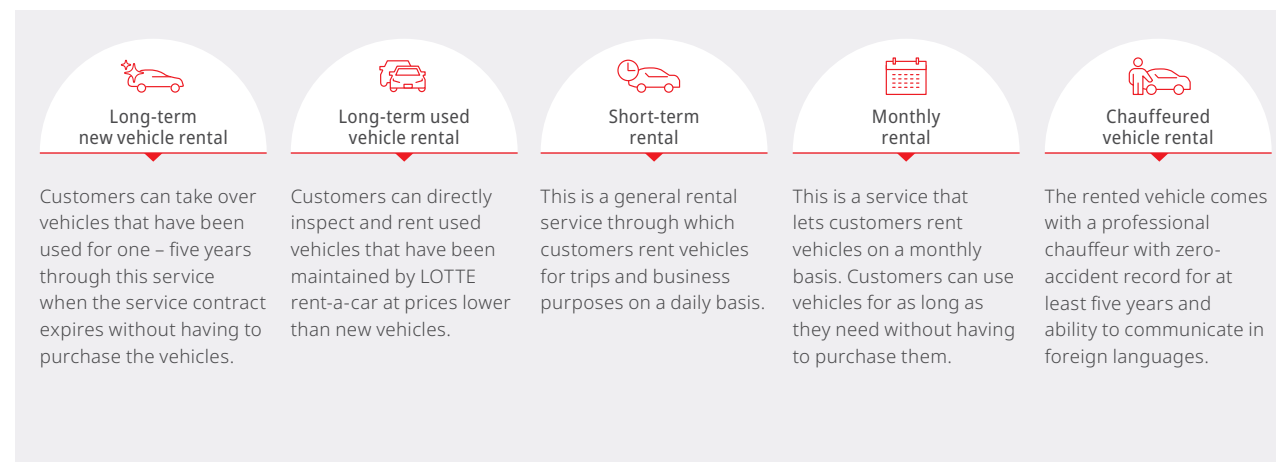 Long-term
new vehicle rental
Customers can take over
vehicles that have been
used for one – five years
through this service
when the service contract
expires without having to
purchase the vehicles.
Long-term used
vehicle rental
Customers can directly
inspect and rent used
vehicles that have been
maintained by LOTTE
rent-a-car at prices lower
than new vehicles.
Short-term
rental
This is a general rental
service through which
customers rent vehicles
for trips and business
purposes on a daily basis.
Monthly
rental
This is a service that
lets customers rent
vehicles on a monthly
basis. Customers can use
vehicles for as long as
they need without having
to purchase them.
Chauffeured
vehicle rental
The rented vehicle comes
with a professional
chauffeur with zero-
accident record for at
least five years and
ability to communicate in
foreign languages.